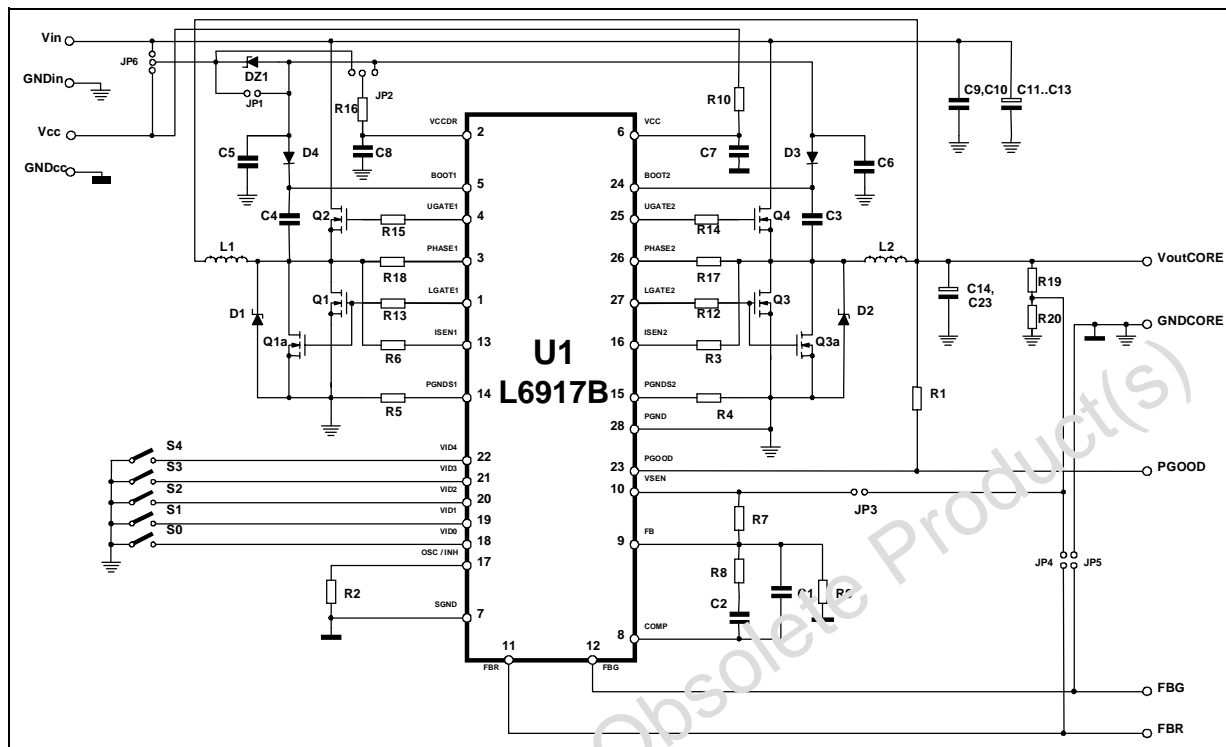 Vin
JP6
GNDin
DZ1
JP1
JP2
R16
R10
C9,C10
C11..C13
Vcc
VCCDR
2
6
VCC
C5
D4
C8
C7
D3
C6
GNDcc
BOOT1
5
24
BOOT2
C4
Q2
UGATE1
4
25
UGATE2
Q4
C3
R15
R14
L1
PHASE1
3
26
PHASE2
L2
VoutCORE
R18
R17
R19
C14,
C23
Q1
LGATE1
1
27
LGATE2
Q3
D1
R13
R12
D2
R20
GNDCORE
Q1a
ISEN1
13
16
ISEN2
Q3a
R6
R3
U1
L6917B
PGNDS1
14
15
PGNDS2
R5
R4
R1
28
PGND
S4
VID4
22
23
PGOOD
PGOOD
S3
VID3
21
VSEN
10
S2
VID2
20
JP3
S1
VID1
19
R7
S0
VID0
18
9
FB
OSC / INH
17
JP4
JP5
R8
C1
R2
C2
SGND
7
8
COMP
11
12
FBR
FBG
FBG
FBR
Obsolete Product(s)